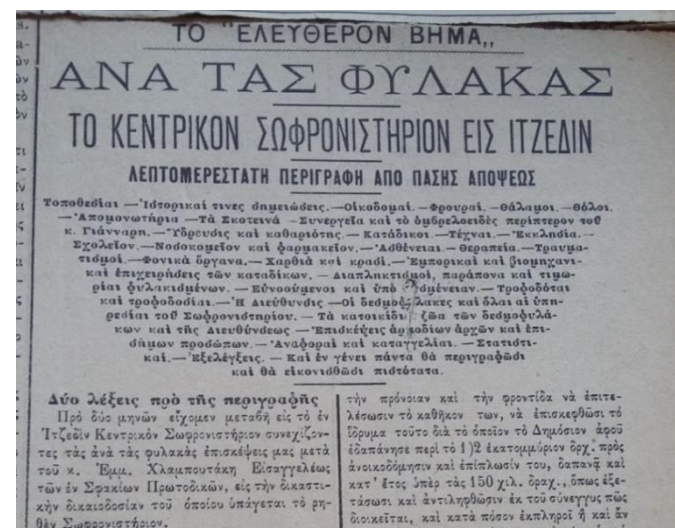 ΤΟ "ΕΛΕΥΘΕΡΟΝ ΒΗΜΑ„
ΑΝΑ ΤΑΣ ΦΥΛΑΚΑΣ
ΤΟ ΚΕΝΤΡΙΚΟΝ ΣΩΦΡΟΝΙΣΤΗΡΙΟΝ ΕΙΣ ΙΤΖΕΔΙΝ
ΛΕΠΤΟΜΕΡΕΣΤΑΤΗ ΠΕΡΙΓΡΑΦΗ ΑΠΟ ΠΑΣΗΣ ΑΠΟΨΕΩΣ
Τοποθεσίαι —Ἱστορικαί τινες σημειώσεις.—Οἰκοδομαί.—Φρουραί.—Θάλαμοι.—Θόλοι.
—Ἀπομονωτήρια —Τὰ Σκοτεινά —Συνεργεῖα καὶ τὸ ὀμβρελοειδὲς περίπτερον τοῦ
κ. Γιάνναρη.—Ὕδρευσις καὶ καθαριότης.—Κατάδικοι.—Τέχναι.—Ἐκκλησία.—
Σχολεῖον.—Νοσοκομεῖον καὶ φαρμακεῖον.—Ἀσθένειαι.—Θεραπεία.—Τραυμα-
τισμοί.—Φονικὰ ὄργανα.—Χαρθιὰ καὶ κρασί.—Ἐμπορικαὶ καὶ βιομηχανι-
καὶ ἐπιχειρήσεις τῶν καταδίκων.—Διαπληκτισμοί, παράπονα καὶ τιμω-
ρίαι φυλακισμένων.—Εὐνοούμενοι καὶ ὑπὸ δυσμένειαν.—Τροφοδόται
καὶ τροφοδοσίαι.—Ἡ Διεύθυνσις —Οἱ δεσμοφύλακες καὶ ὅλαι αἱ ὑπη-
ρεσίαι τοῦ Σωφρονιστηρίου.—Τὰ κατοικίδια ζῶα τῶν δεσμοφυλά-
κων καὶ τῆς Διευθύνσεως —Ἐπισκέψεις ἁρμοδίων ἀρχῶν καὶ ἐπι-
σήμων προσώπων.—Ἀναφοραὶ καὶ καταγγελίαι.—Στατιστι-
καί.—Ἐξελέγξεις.—Καὶ ἐν γένει πάντα θὰ περιγραφῶσι
καὶ θὰ εἰκονισθῶσι πιστότατα.
Δύο λέξεις πρὸ τῆς περιγραφῆς
Πρὸ δύο μηνῶν εἴχομεν μεταβῆ εἰς τὸ ἐν
Ἰτζεδὶν Κεντρικὸν Σωφρονιστήριον συνεχίζον-
τες τὰς ἀνὰ τὰς φυλακὰς ἐπισκέψεις μας μετὰ
τοῦ κ. Ἐμμ. Χλαμπουτάκη Εἰσαγγελέως
τῶν ἐν Σφακίων Πρωτοδικῶν, εἰς τὴν δικαστι-
κὴν δικαιοδοσίαν τοῦ ὁποίου ὑπάγεται τὸ ρη-
θὲν Σωφρονιστήριον.
τὴν πρόνοιαν καὶ τὴν φροντίδα νὰ ἐπιτε-
λέσωσιν τὸ καθῆκον των, νὰ ἐπισκεφθῶσι τὸ
ἵδρυμα τοῦτο διὰ τὸ ὁποῖον τὸ Δημόσιον ἀφοῦ
ἐδαπάνησε περὶ τὸ 1)2 ἑκατομμύριον δρχ. πρὸς
ἀνοικοδόμησιν καὶ ἐπίπλωσίν του, δαπανᾷ καὶ
κατ' ἔτος ὑπὲρ τὰς 150 χιλ. δραχ., ὅπως ἐξε-
τάσωσι καὶ ἀντιληφθῶσιν ἐκ τοῦ σύνεγγυς πῶς
διοικεῖται, καὶ κατὰ πόσον ἐκπληροῖ ἢ καὶ ἂν